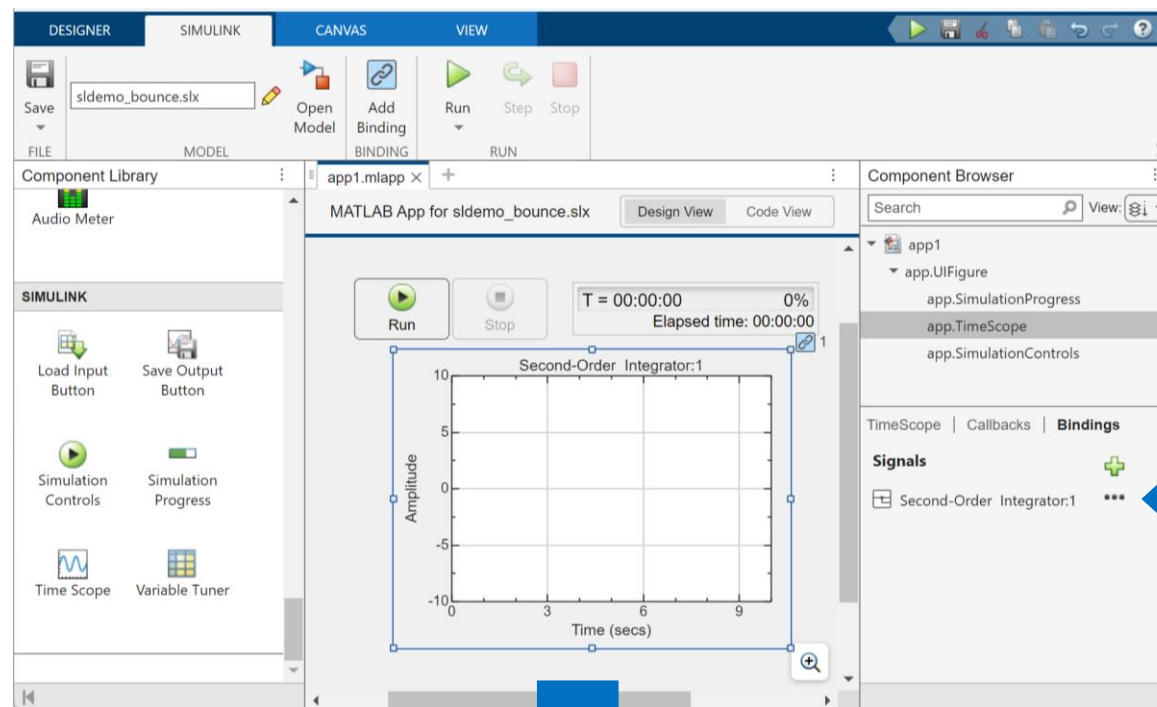 DESIGNER SIMULINK CANVAS VIEW
?
sldemo_bounce.slx
Save Open Model Add Binding Run Step Stop
FILE MODEL BINDING RUN
Component Library
Audio Meter
SIMULINK
Load Input Button
Save Output Button
Simulation Controls
Simulation Progress
Time Scope
Variable Tuner
app1.mlapp × +
MATLAB App for sldemo_bounce.slx Design View Code View
Run Stop
T = 00:00:00 0%
Elapsed time: 00:00:00
1
Second-Order Integrator:1
10
5
0
-5
-10
Amplitude
0 3 6 9
Time (secs)
Component Browser
Search View:
app1
app.UIFigure
app.SimulationProgress
app.TimeScope
app.SimulationControls
TimeScope | Callbacks | Bindings
Signals
Second-Order Integrator:1